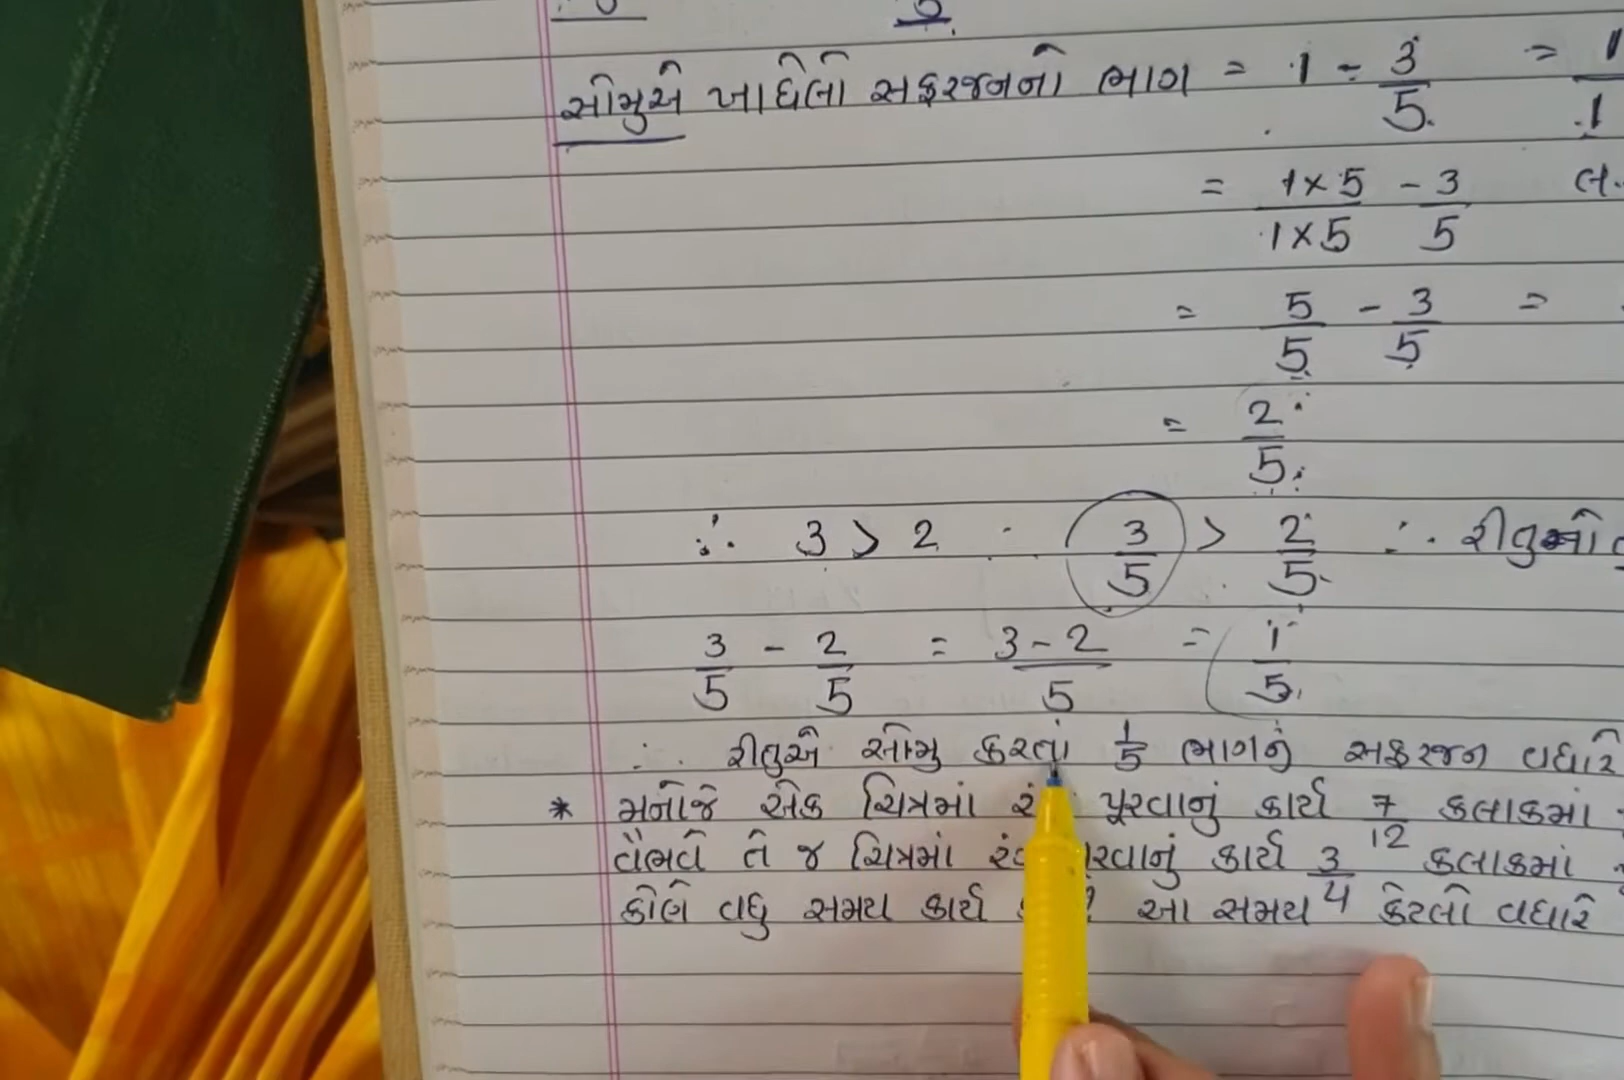 સોમુએ ખાધેલો સફરજનનો ભાગ = 1 - 3/5 = 1/1
= 1×5/1×5 - 3/5 લ.
= 5/5 - 3/5 =
= 2/5
∴ 3 > 2 ∴ 3/5 > 2/5 ∴ રીતુનો
3/5 - 2/5 = 3-2/5 = 1/5
∴ રીતુએ સોમુ કરતાં 1/5 ભાગનું સફરજન વધારે
* મનોજે એક ચિત્રમાં પૂરવાનું કાર્ય 7/12 કલાકમાં
વૈભવે તે જ ચિત્રમાં કાર્ય 3/4 કલાકમાં
કોણે વધુ સમય કાર્ય આ સમય કેટલો વધારે